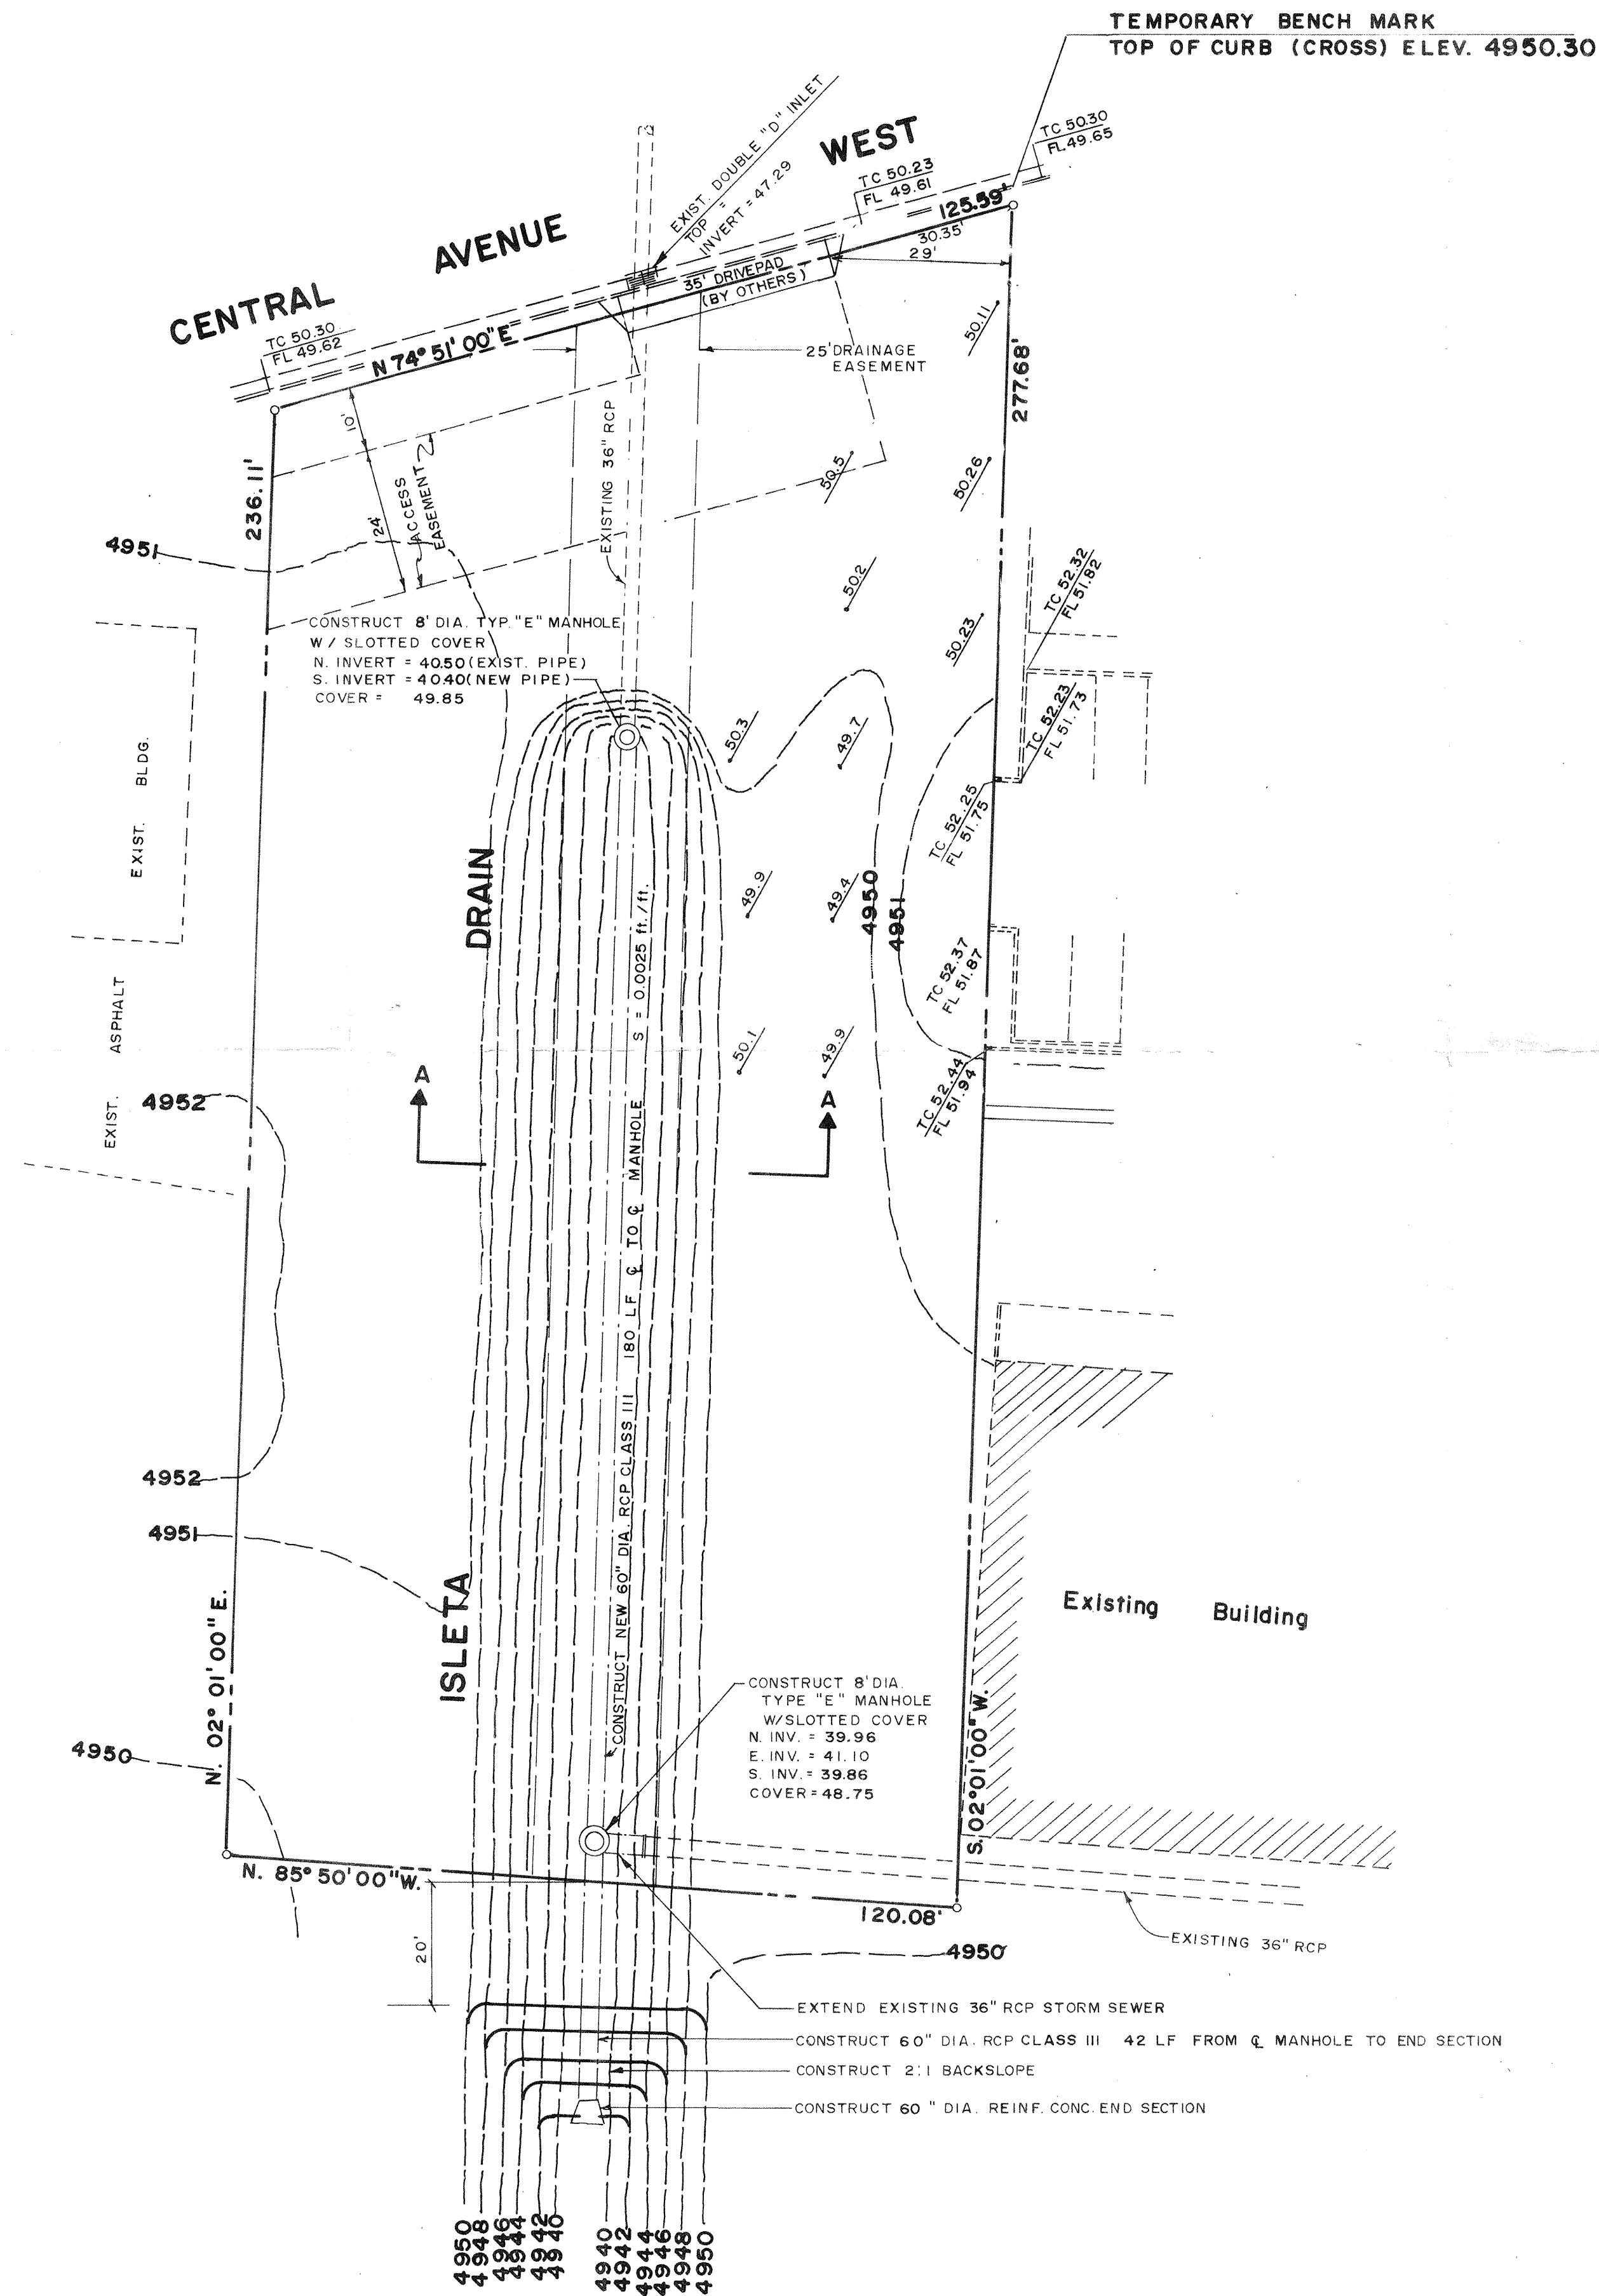 TEMPORARY BENCH MARK
TOP OF CURB (CROSS) ELEV. 4950.30
CENTRAL AVENUE WEST
EXIST. DOUBLE "D" INLET
TOP =
INVERT = 47.29
TC 50.30
FL 49.65
TC 50.23
FL 49.61
125.59'
30.35'
29'
35' DRIVEPAD
(BY OTHERS)
TC 50.30
FL 49.62
N 74° 51' 00" E
25' DRAINAGE
EASEMENT
50.11
277.68'
10'
236.11'
24'
ACCESS
EASEMENT
EXISTING 36" RCP
50.5
50.26
4951
TC 52.32
FL 51.82
50.2
50.23
CONSTRUCT 8' DIA. TYP. "E" MANHOLE
W/ SLOTTED COVER
N. INVERT = 40.50 (EXIST. PIPE)
S. INVERT = 40.40 (NEW PIPE)
COVER = 49.85
TC 52.23
FL 51.73
50.3
49.7
EXIST. BLDG.
TC 52.25
FL 51.75
DRAIN
49.9
49.4
4950
4951
S = 0.0025 ft./ft.
TC 52.37
FL 51.87
EXIST. ASPHALT
50.1
49.9
TC 52.44
FL 51.94
A
A
4952
CONSTRUCT NEW 60" DIA. RCP CLASS III 180 LF ℄ TO ℄ MANHOLE
4952
4951
ISLETA
Existing Building
N. 02° 01' 00" E.
CONSTRUCT 8' DIA.
TYPE "E" MANHOLE
W/SLOTTED COVER
N. INV. = 39.96
E. INV. = 41.10
S. INV. = 39.86
COVER = 48.75
S. 02° 01' 00" W.
4950
N. 85° 50' 00" W.
120.08'
20'
EXISTING 36" RCP
4950
EXTEND EXISTING 36" RCP STORM SEWER
CONSTRUCT 60" DIA. RCP CLASS III 42 LF FROM ℄ MANHOLE TO END SECTION
CONSTRUCT 2:1 BACKSLOPE
CONSTRUCT 60" DIA. REINF. CONC. END SECTION
4950
4948
4946
4944
4942
4940
4940
4942
4944
4946
4948
4950